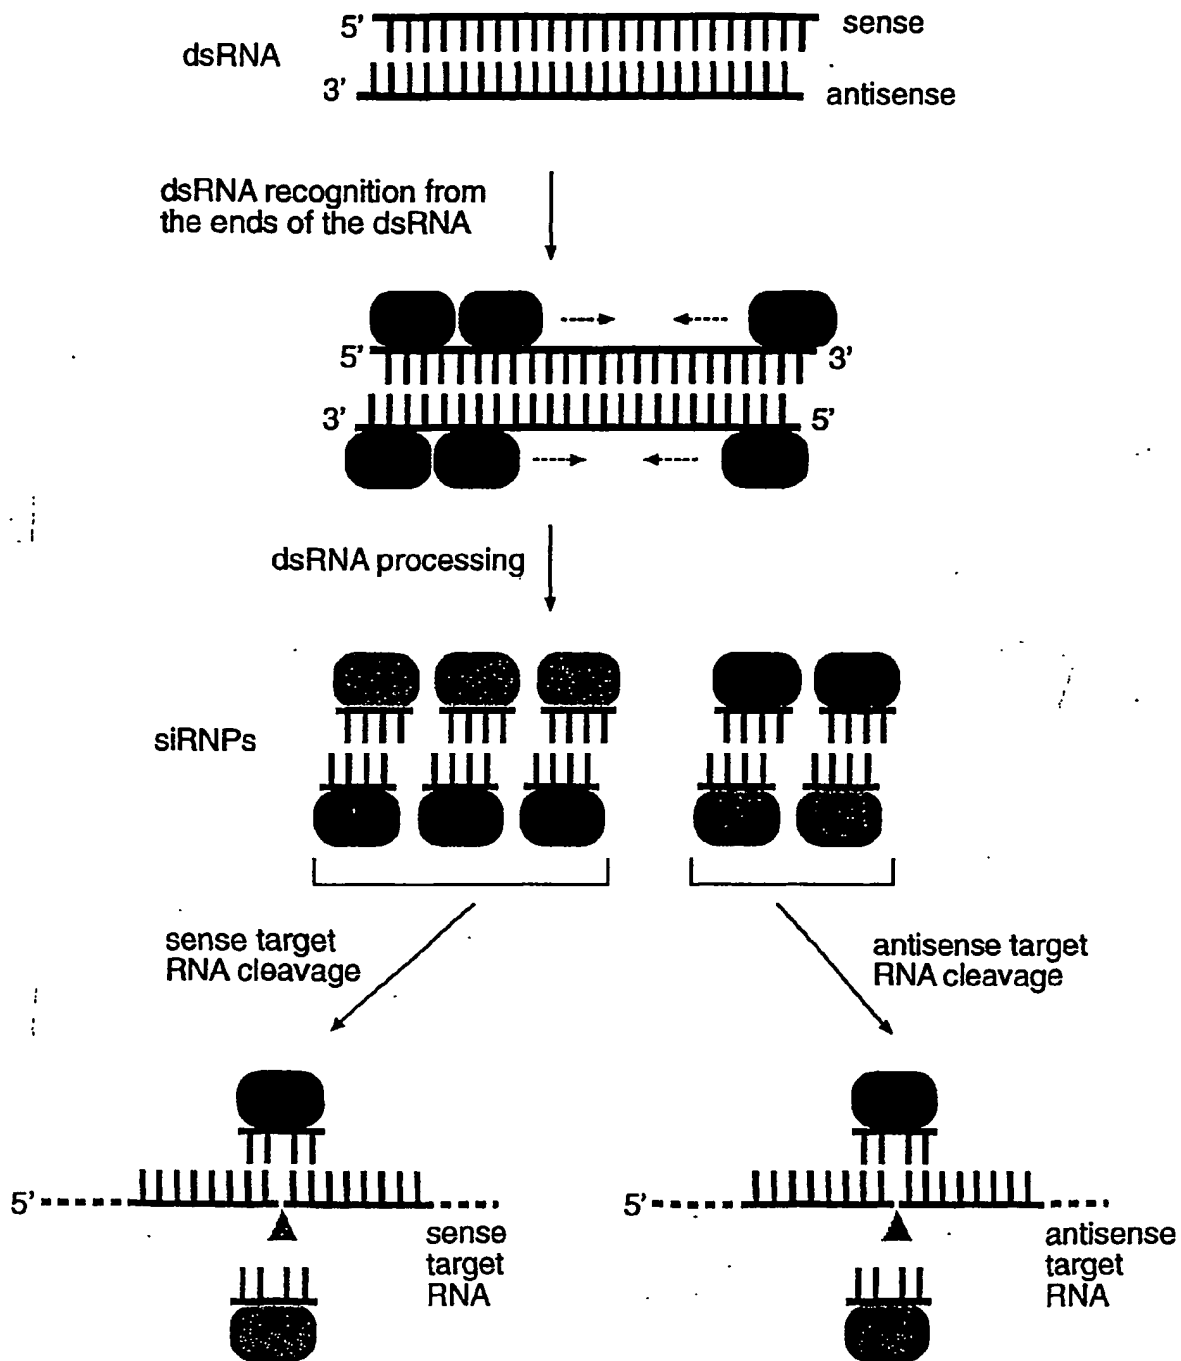 5' sense
dsRNA
3' antisense
dsRNA recognition from
the ends of the dsRNA
5' 3'
3' 5'
dsRNA processing
siRNPs
sense target
RNA cleavage
antisense target
RNA cleavage
5'
sense
target
RNA
5'
antisense
target
RNA